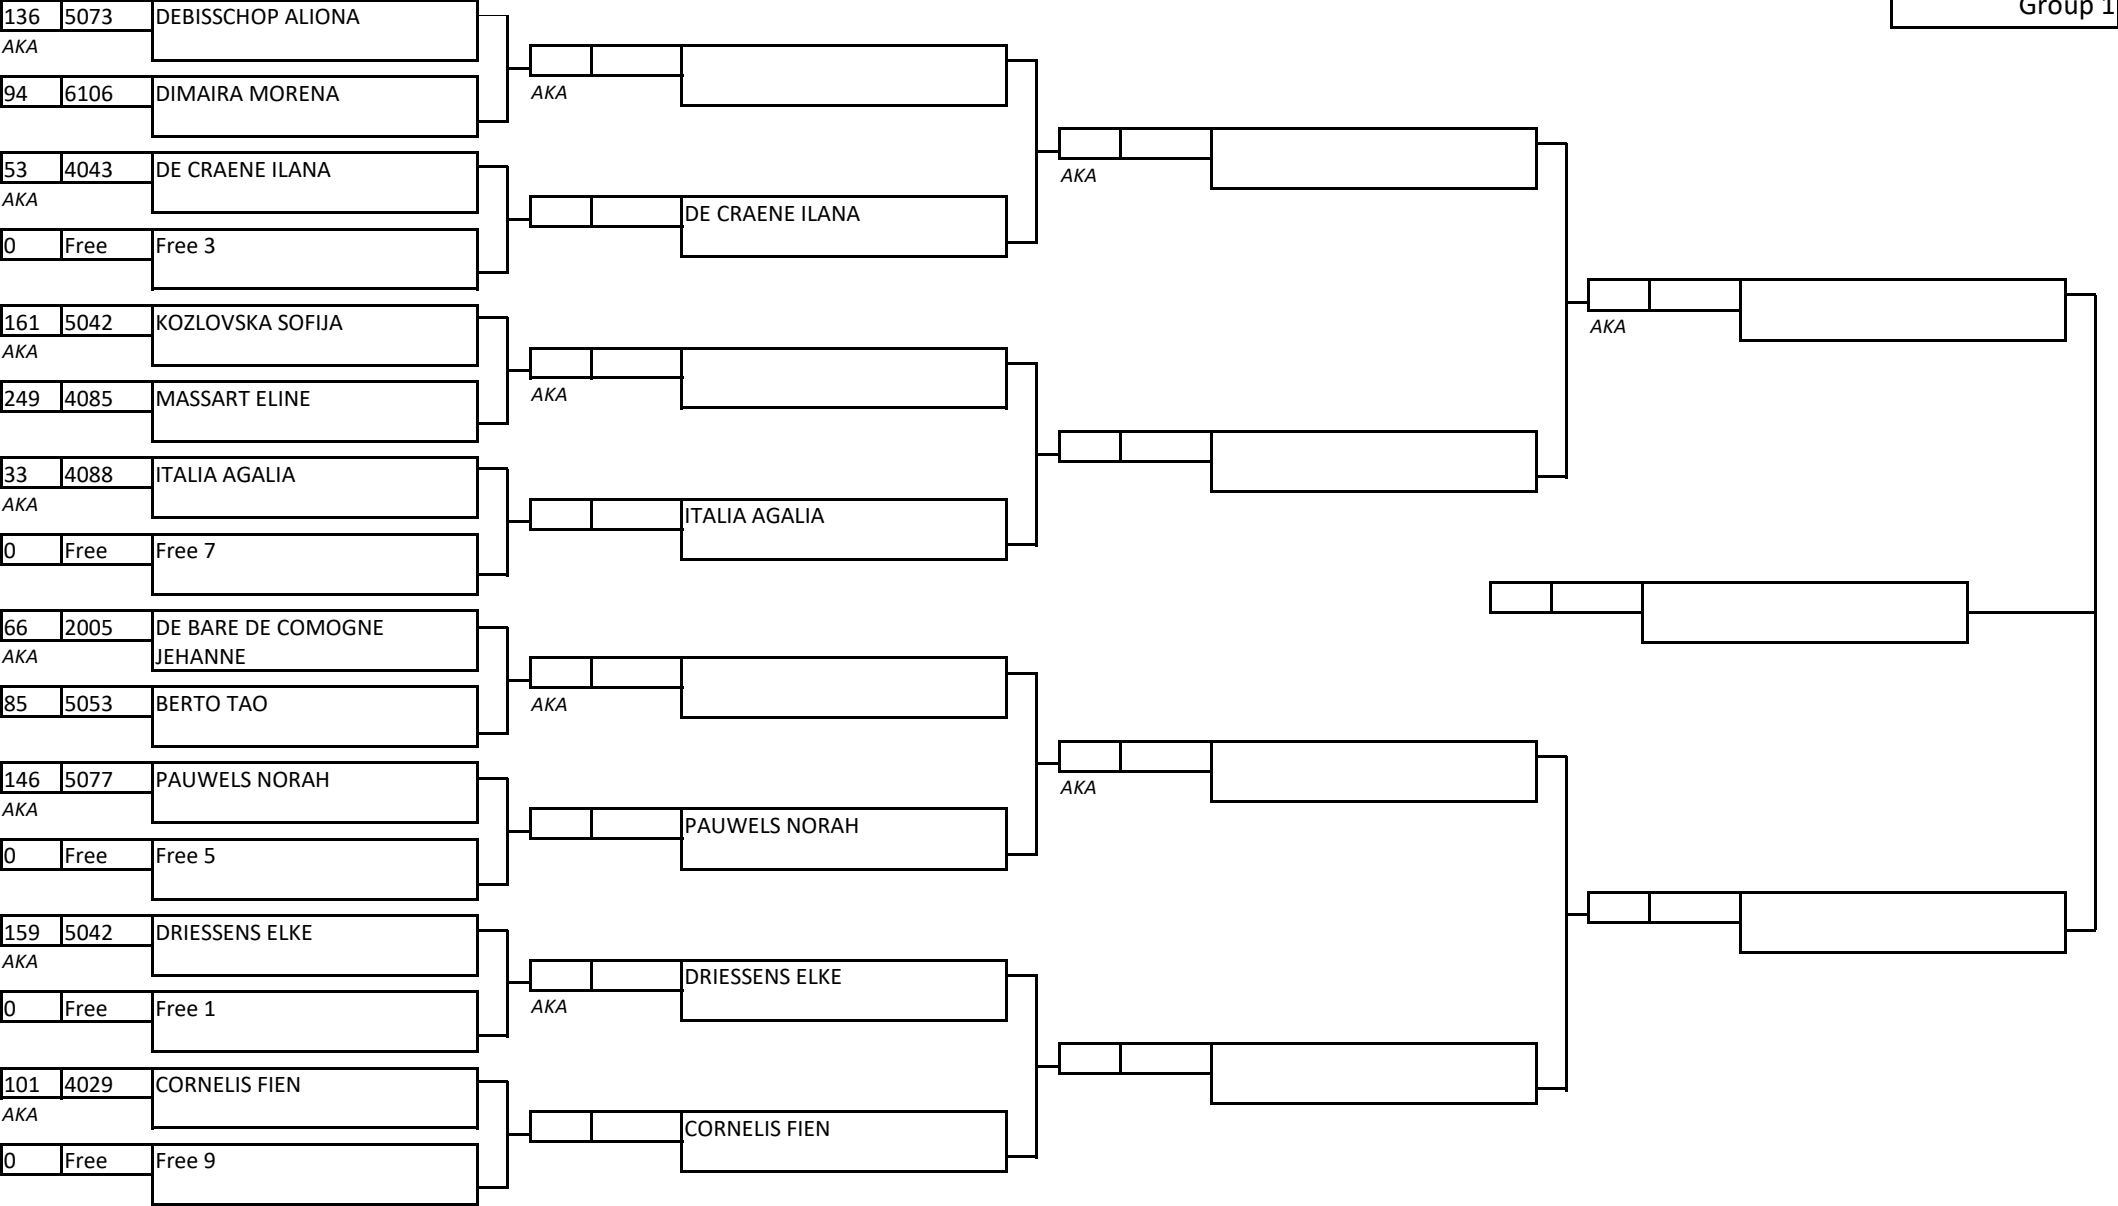 Group 1
136 5073 DEBISSCHOP ALIONA
AKA
AKA
94 6106 DIMAIRA MORENA
53 4043 DE CRAENE ILANA
AKA
AKA
DE CRAENE ILANA
0 Free Free 3
161 5042 KOZLOVSKA SOFIJA
AKA
AKA
249 4085 MASSART ELINE
AKA
33 4088 ITALIA AGALIA
AKA
ITALIA AGALIA
0 Free Free 7
66 2005 DE BARE DE COMOGNE
AKA JEHANNE
85 5053 BERTO TAO
AKA
146 5077 PAUWELS NORAH
AKA
AKA
PAUWELS NORAH
0 Free Free 5
159 5042 DRIESSENS ELKE
AKA
DRIESSENS ELKE
0 Free Free 1
AKA
101 4029 CORNELIS FIEN
AKA
CORNELIS FIEN
0 Free Free 9